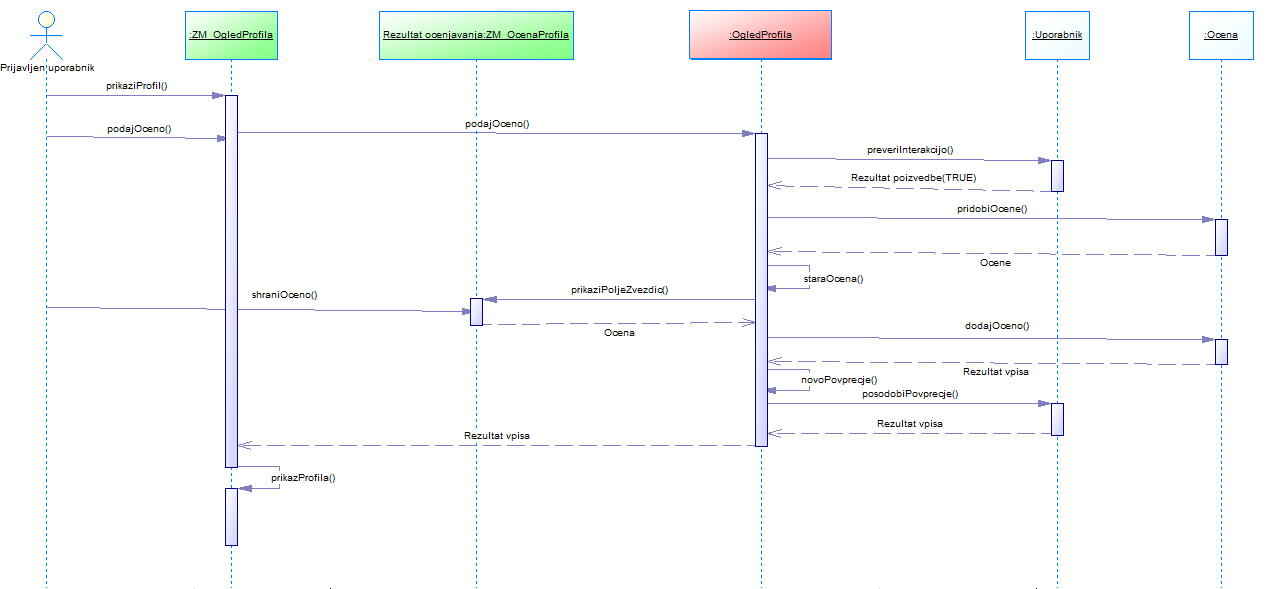 :ZM_OgledProfila
Rezultat ocenjavanja:ZM_OcenaProfila
:OgledProfila
:Uporabnik
:Ocena
Prijavljen uporabnik
prikaziProfil()
podajOceno()
podajOceno()
preveriInterakcijo()
Rezultat poizvedbe(TRUE)
pridobiOcene()
Ocene
staraOcena()
prikaziPoljeZvezdic()
shraniOceno()
Ocena
dodajOceno()
Rezultat vpisa
novoPovprecje()
posodobiPovprecje()
Rezultat vpisa
Rezultat vpisa
prikazProfila()